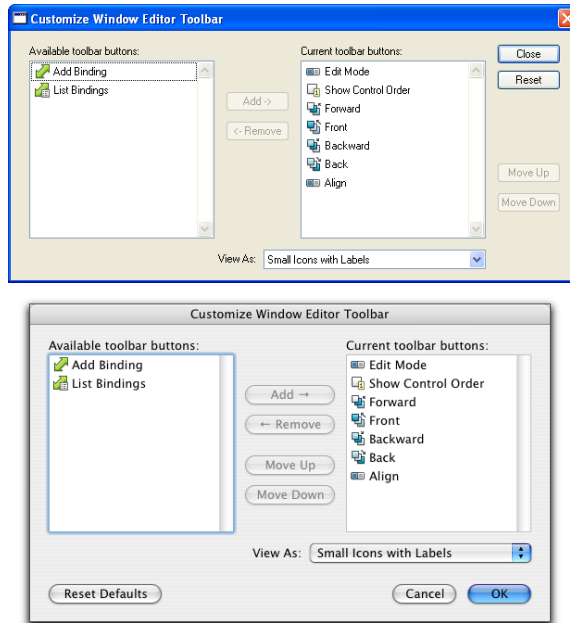 Customize Window Editor Toolbar
Available toolbar buttons:
Add Binding
List Bindings
Add ->
<- Remove
Current toolbar buttons:
Edit Mode
Show Control Order
Forward
Front
Backward
Back
Align
Close
Reset
Move Up
Move Down
View As: Small Icons with Labels
Customize Window Editor Toolbar
Available toolbar buttons:
Add Binding
List Bindings
Add →
← Remove
Move Up
Move Down
Current toolbar buttons:
Edit Mode
Show Control Order
Forward
Front
Backward
Back
Align
View As: Small Icons with Labels
Reset Defaults
Cancel
OK